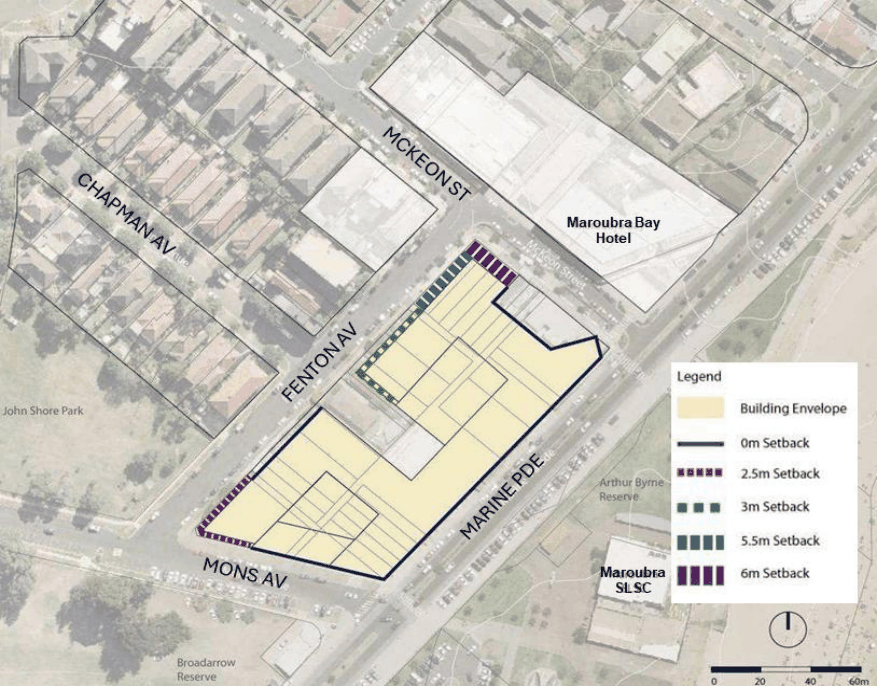 MCKEON ST
CHAPMAN AV
Maroubra Bay
Hotel
McKeon Street
FENTON AV
John Shore Park
MARINE PDE
MONS AV
Arthur Byrne
Reserve
Maroubra
SLSC
Broadarrow
Reserve
Legend
Building Envelope
0m Setback
2.5m Setback
3m Setback
5.5m Setback
6m Setback
0 20 40 60m